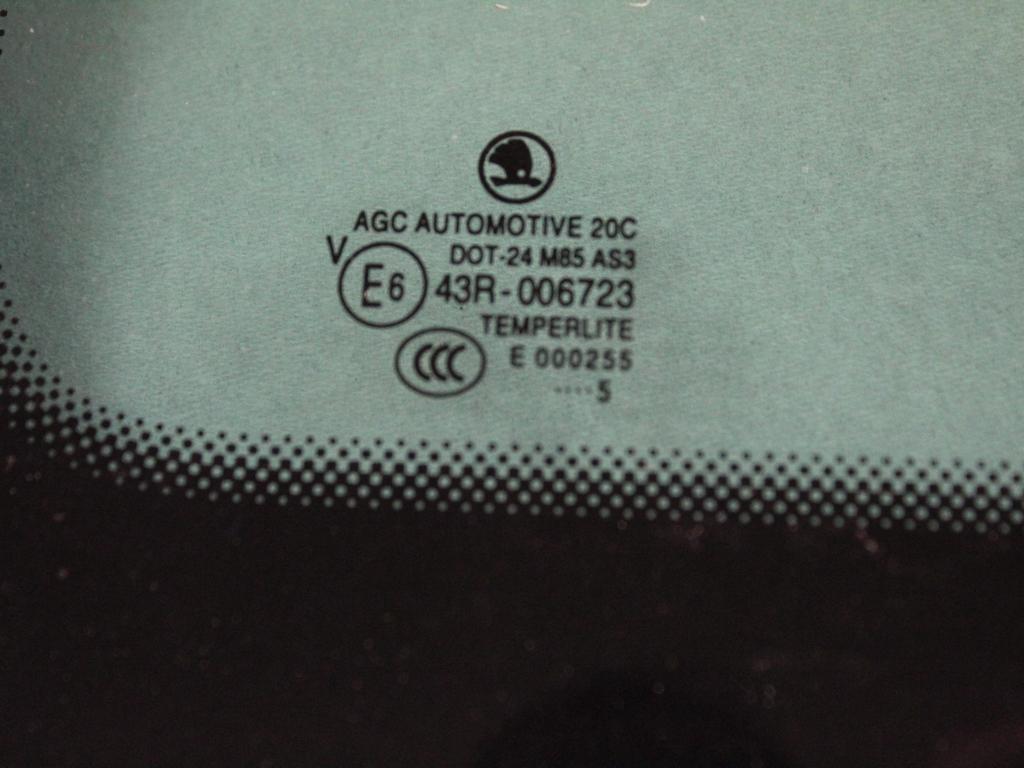 AGC AUTOMOTIVE 20C
V DOT-24 M85 AS3
E6 43R-006723
TEMPERLITE
CCC E 000255
....5